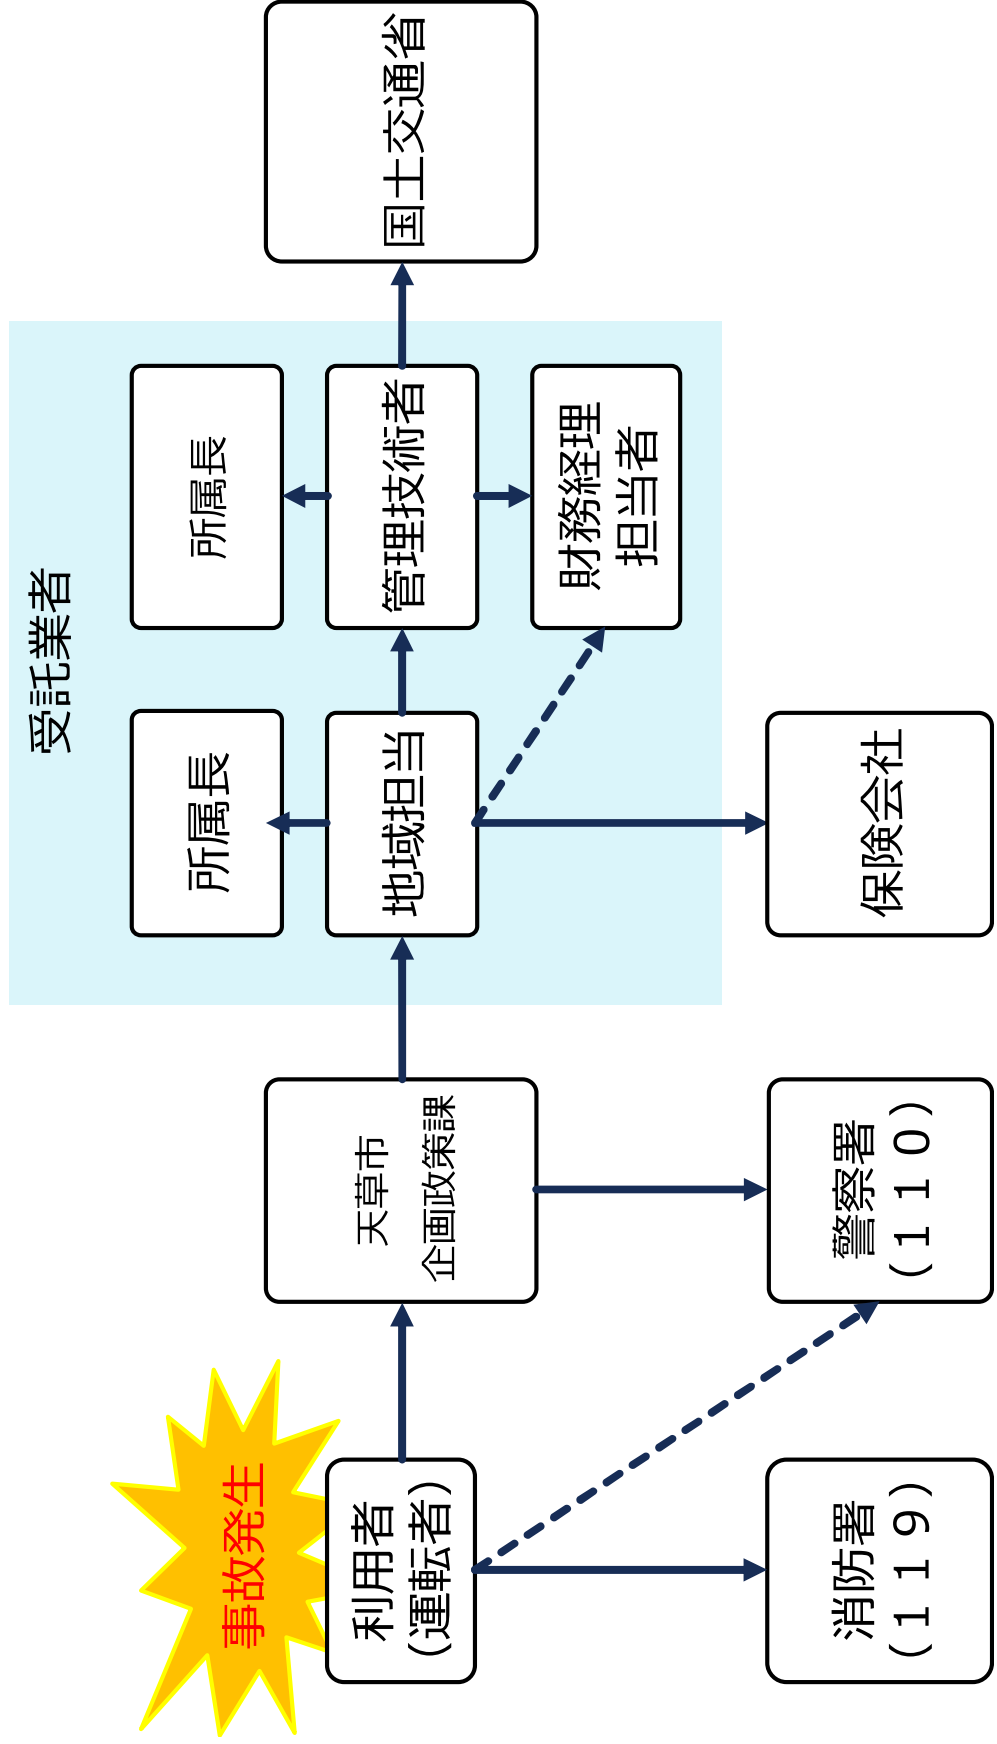 事故発生
利用者
(運転者)
天草市
企画政策課
受託業者
所属長
所属長
地域担当
管理技術者
財務経理
担当者
国土交通省
消防署
(119)
警察署
(110)
保険会社